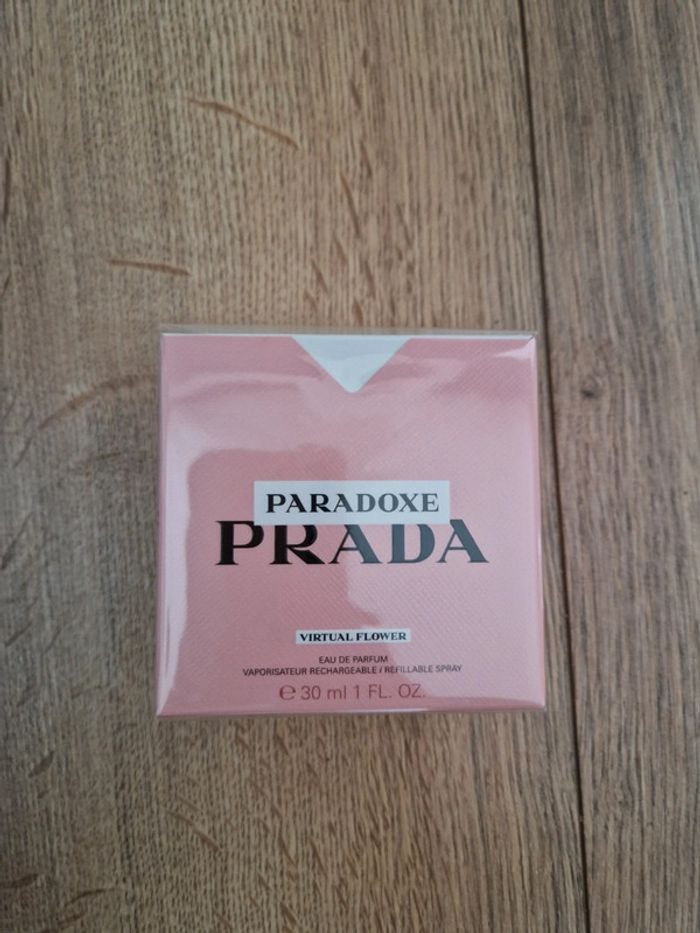 PARADOXE
PRADA
VIRTUAL FLOWER
EAU DE PARFUM
VAPORISATEUR RECHARGEABLE / REFILLABLE SPRAY
℮ 30 ml 1 FL. OZ.